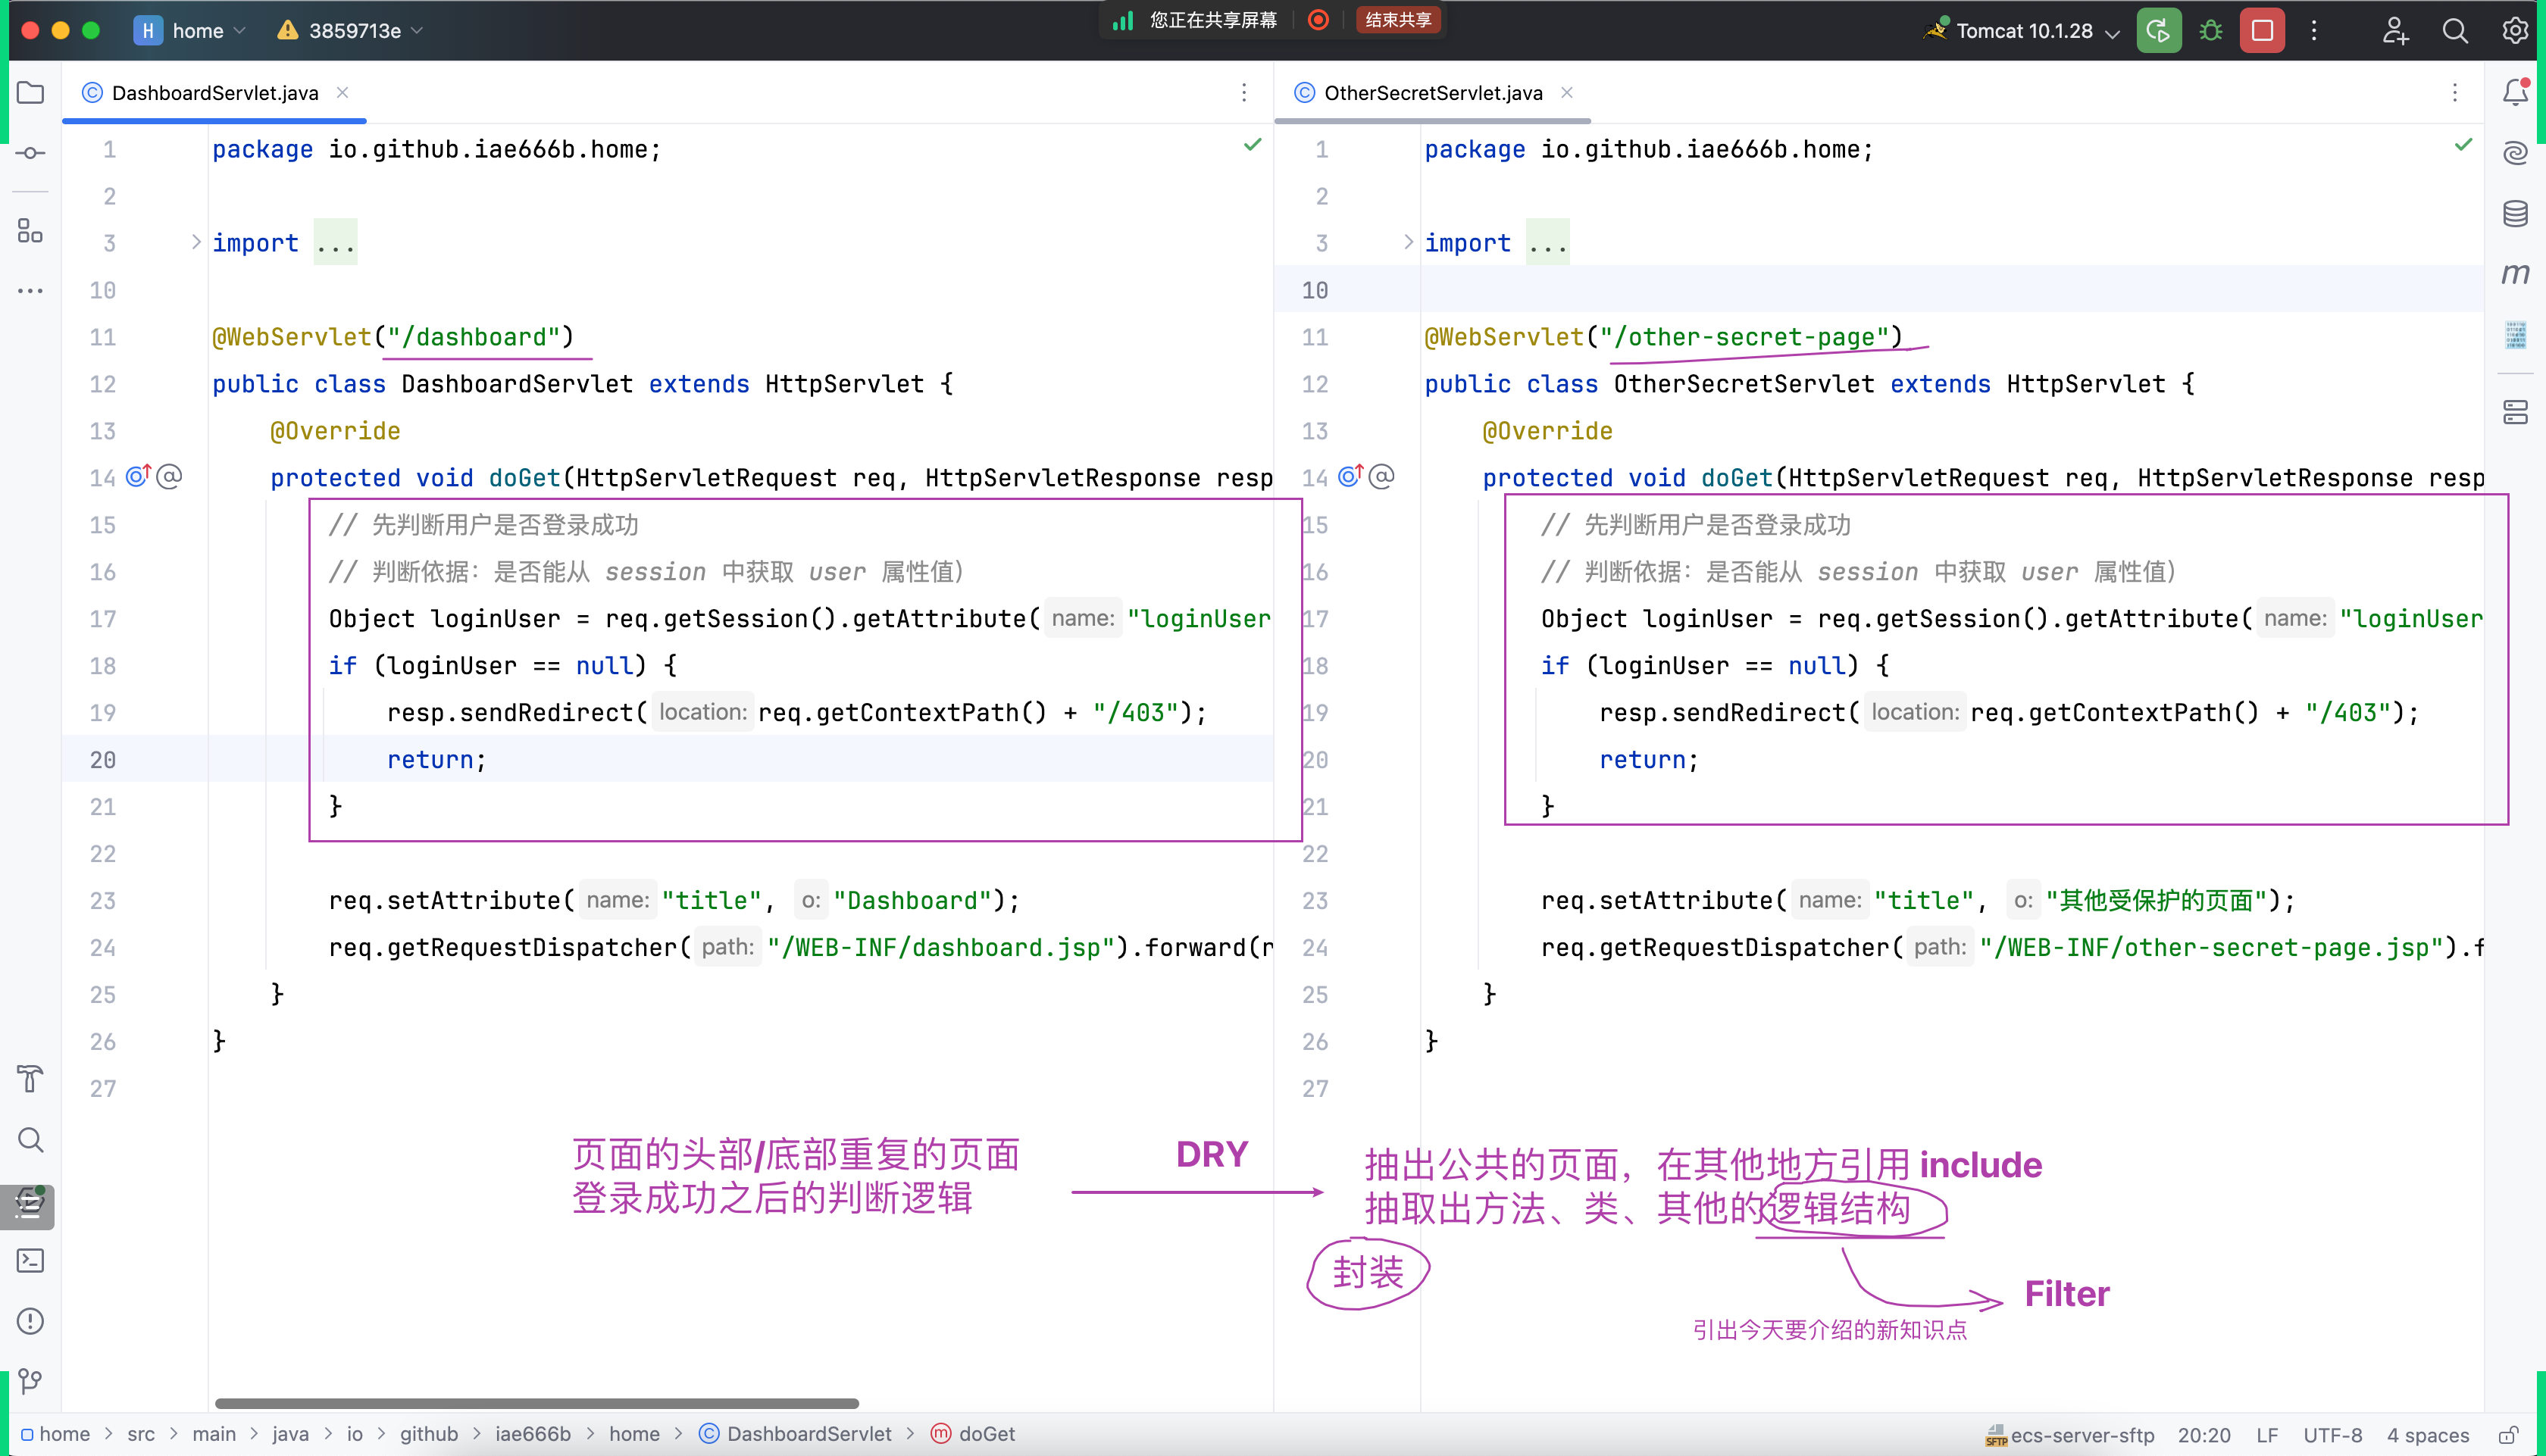 您正在共享屏幕 结束共享
H home 3859713e Tomcat 10.1.28
DashboardServlet.java
1 package io.github.iae666b.home;
2
3 import ...
10
11 @WebServlet("/dashboard")
12 public class DashboardServlet extends HttpServlet {
13 @Override
14 protected void doGet(HttpServletRequest req, HttpServletResponse resp
15 // 先判断用户是否登录成功
16 // 判断依据：是否能从 session 中获取 user 属性值)
17 Object loginUser = req.getSession().getAttribute( name: "loginUser
18 if (loginUser == null) {
19 resp.sendRedirect( location: req.getContextPath() + "/403");
20 return;
21 }
22
23 req.setAttribute( name: "title", o: "Dashboard");
24 req.getRequestDispatcher( path: "/WEB-INF/dashboard.jsp").forward(r
25 }
26 }
27
OtherSecretServlet.java
1 package io.github.iae666b.home;
2
3 import ...
10
11 @WebServlet("/other-secret-page")
12 public class OtherSecretServlet extends HttpServlet {
13 @Override
14 protected void doGet(HttpServletRequest req, HttpServletResponse resp
15 // 先判断用户是否登录成功
16 // 判断依据：是否能从 session 中获取 user 属性值)
17 Object loginUser = req.getSession().getAttribute( name: "loginUser
18 if (loginUser == null) {
19 resp.sendRedirect( location: req.getContextPath() + "/403");
20 return;
21 }
22
23 req.setAttribute( name: "title", o: "其他受保护的页面");
24 req.getRequestDispatcher( path: "/WEB-INF/other-secret-page.jsp").f
25 }
26 }
27
页面的头部/底部重复的页面
登录成功之后的判断逻辑
DRY
抽出公共的页面，在其他地方引用 include
抽取出方法、类、其他的逻辑结构
封装
Filter
引出今天要介绍的新知识点
home > src > main > java > io > github > iae666b > home > DashboardServlet > doGet
SFTP ecs-server-sftp 20:20 LF UTF-8 4 spaces